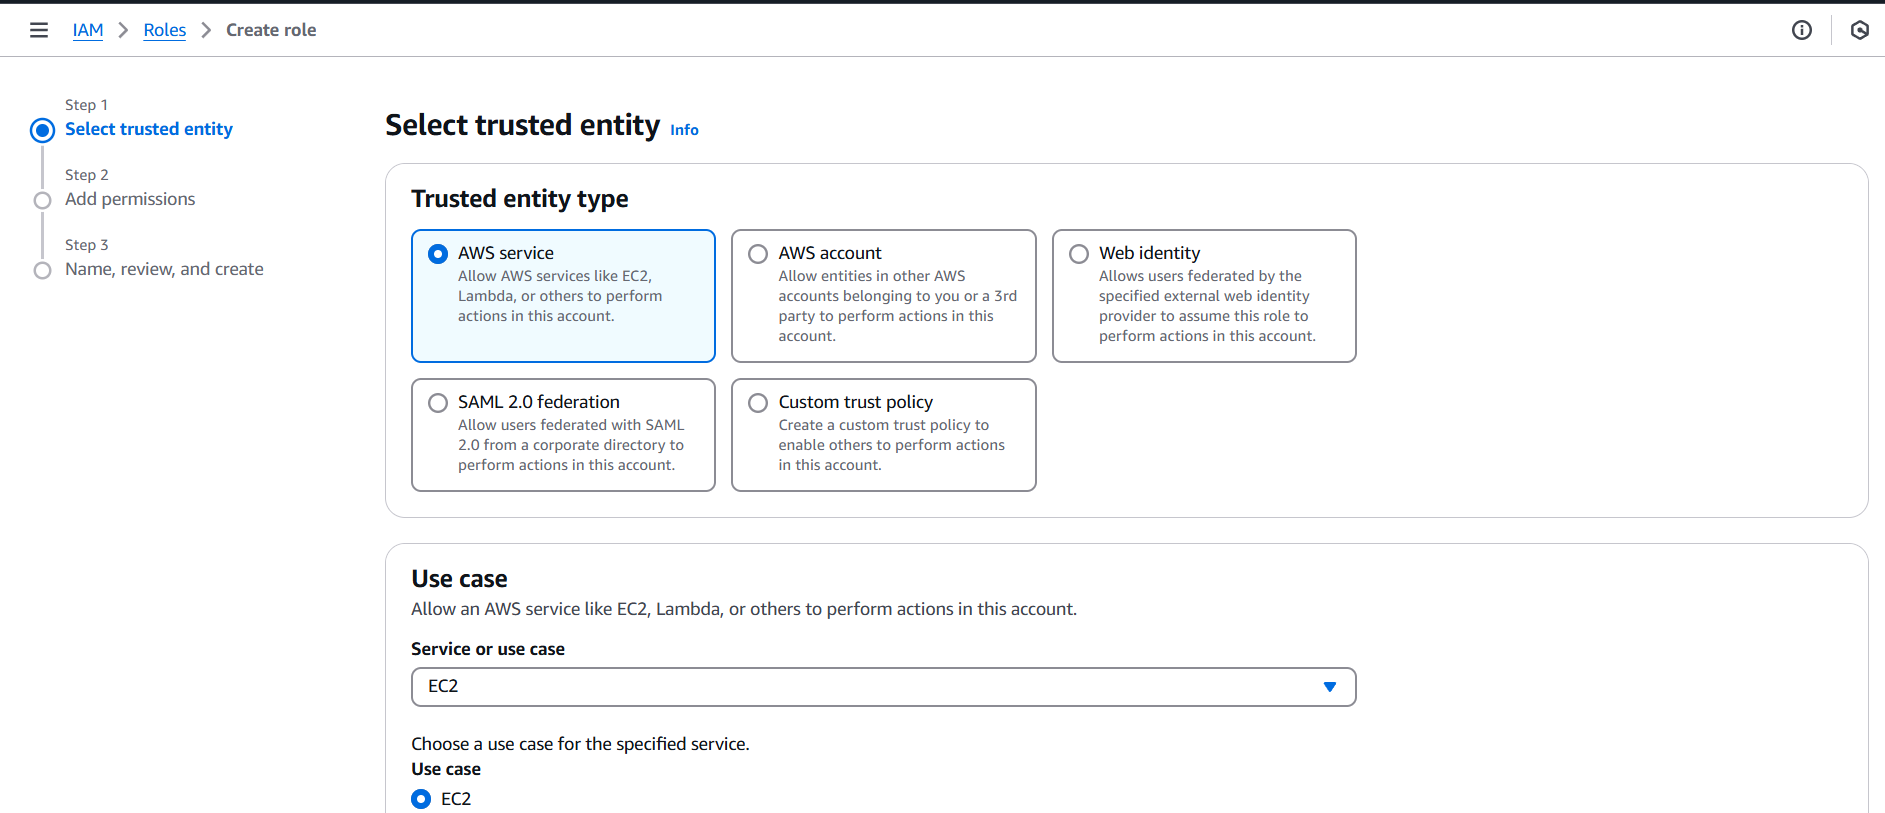 IAM
Roles
Create role
Step 1
Select trusted entity
Step 2
Add permissions
Step 3
Name, review, and create
Select trusted entity Info
Trusted entity type
AWS service
Allow AWS services like EC2,
Lambda, or others to perform
actions in this account.
AWS account
Allow entities in other AWS
accounts belonging to you or a 3rd
party to perform actions in this
account.
Web identity
Allows users federated by the
specified external web identity
provider to assume this role to
perform actions in this account.
SAML 2.0 federation
Allow users federated with SAML
2.0 from a corporate directory to
perform actions in this account.
Custom trust policy
Create a custom trust policy to
enable others to perform actions
in this account.
Use case
Allow an AWS service like EC2, Lambda, or others to perform actions in this account.
Service or use case
EC2
Choose a use case for the specified service.
Use case
EC2